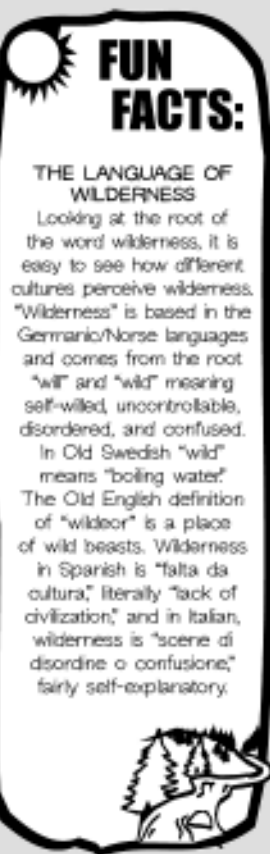 FUN
FACTS:
THE LANGUAGE OF
WILDERNESS
Looking at the root of
the word wilderness, it is
easy to see how different
cultures perceive wilderness.
"Wilderness" is based in the
Germanic/Norse languages
and comes from the root
"will" and "wild" meaning
self-willed, uncontrollable,
disordered, and confused.
In Old Swedish "wild"
means "boiling water."
The Old English definition
of "wildeor" is a place
of wild beasts. Wilderness
in Spanish is "falta da
cultura," literally "lack of
civilization," and in Italian,
wilderness is "scene di
disordine o confusione,"
fairly self-explanatory.